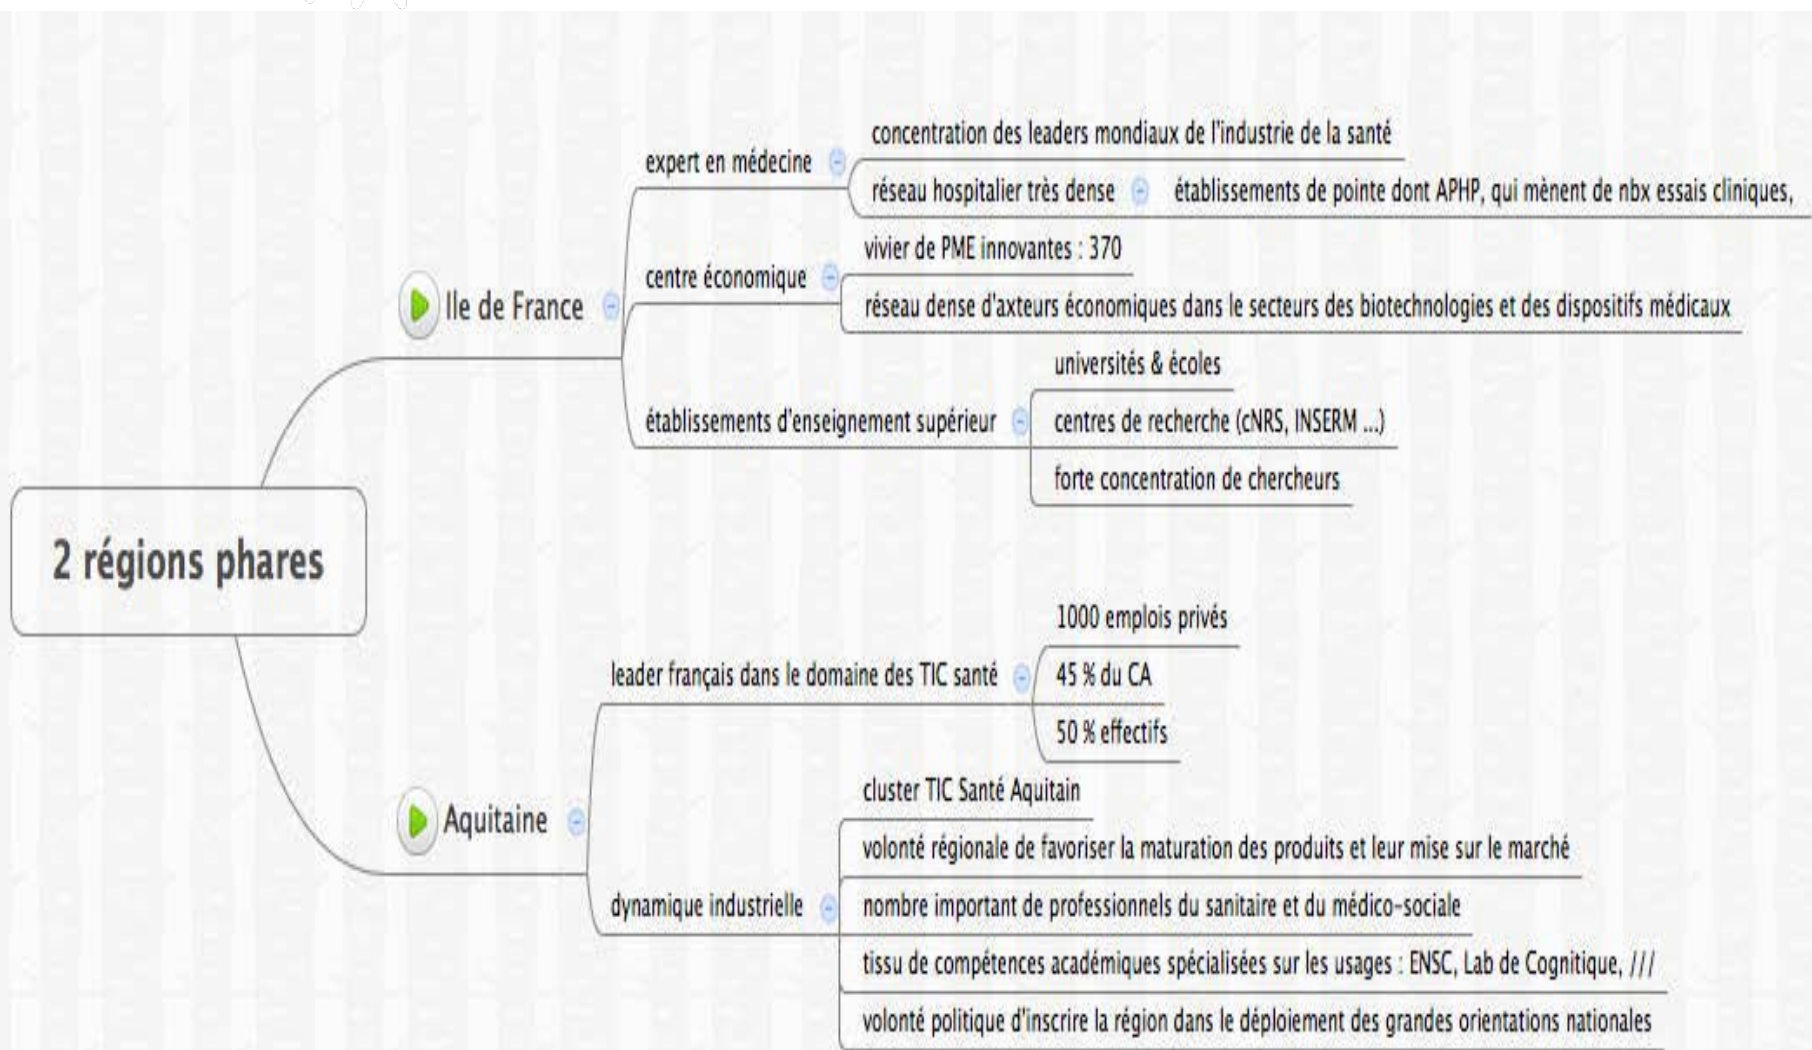 2 régions phares
Ile de France
expert en médecine
concentration des leaders mondiaux de l'industrie de la santé
réseau hospitalier très dense
établissements de pointe dont APHP, qui mènent de nbx essais cliniques,
centre économique
vivier de PME innovantes : 370
réseau dense d'axteurs économiques dans le secteurs des biotechnologies et des dispositifs médicaux
établissements d'enseignement supérieur
universités & écoles
centres de recherche (cNRS, INSERM ...)
forte concentration de chercheurs
Aquitaine
leader français dans le domaine des TIC santé
1000 emplois privés
45 % du CA
50 % effectifs
dynamique industrielle
cluster TIC Santé Aquitain
volonté régionale de favoriser la maturation des produits et leur mise sur le marché
nombre important de professionnels du sanitaire et du médico-sociale
tissu de compétences académiques spécialisées sur les usages : ENSC, Lab de Cognitique, ///
volonté politique d'inscrire la région dans le déploiement des grandes orientations nationales